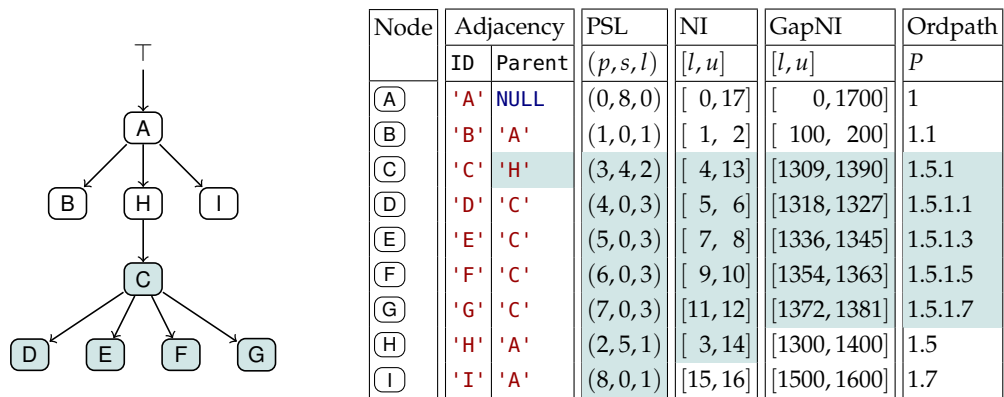 ⊤
A
B H I
C
D E F G
Node Adjacency PSL NI GapNI Ordpath
ID Parent (p, s, l) [l, u] [l, u] P
A 'A' NULL (0, 8, 0) [ 0, 17] [ 0, 1700] 1
B 'B' 'A' (1, 0, 1) [ 1, 2] [ 100, 200] 1.1
C 'C' 'H' (3, 4, 2) [ 4, 13] [1309, 1390] 1.5.1
D 'D' 'C' (4, 0, 3) [ 5, 6] [1318, 1327] 1.5.1.1
E 'E' 'C' (5, 0, 3) [ 7, 8] [1336, 1345] 1.5.1.3
F 'F' 'C' (6, 0, 3) [ 9, 10] [1354, 1363] 1.5.1.5
G 'G' 'C' (7, 0, 3) [11, 12] [1372, 1381] 1.5.1.7
H 'H' 'A' (2, 5, 1) [ 3, 14] [1300, 1400] 1.5
I 'I' 'A' (8, 0, 1) [15, 16] [1500, 1600] 1.7